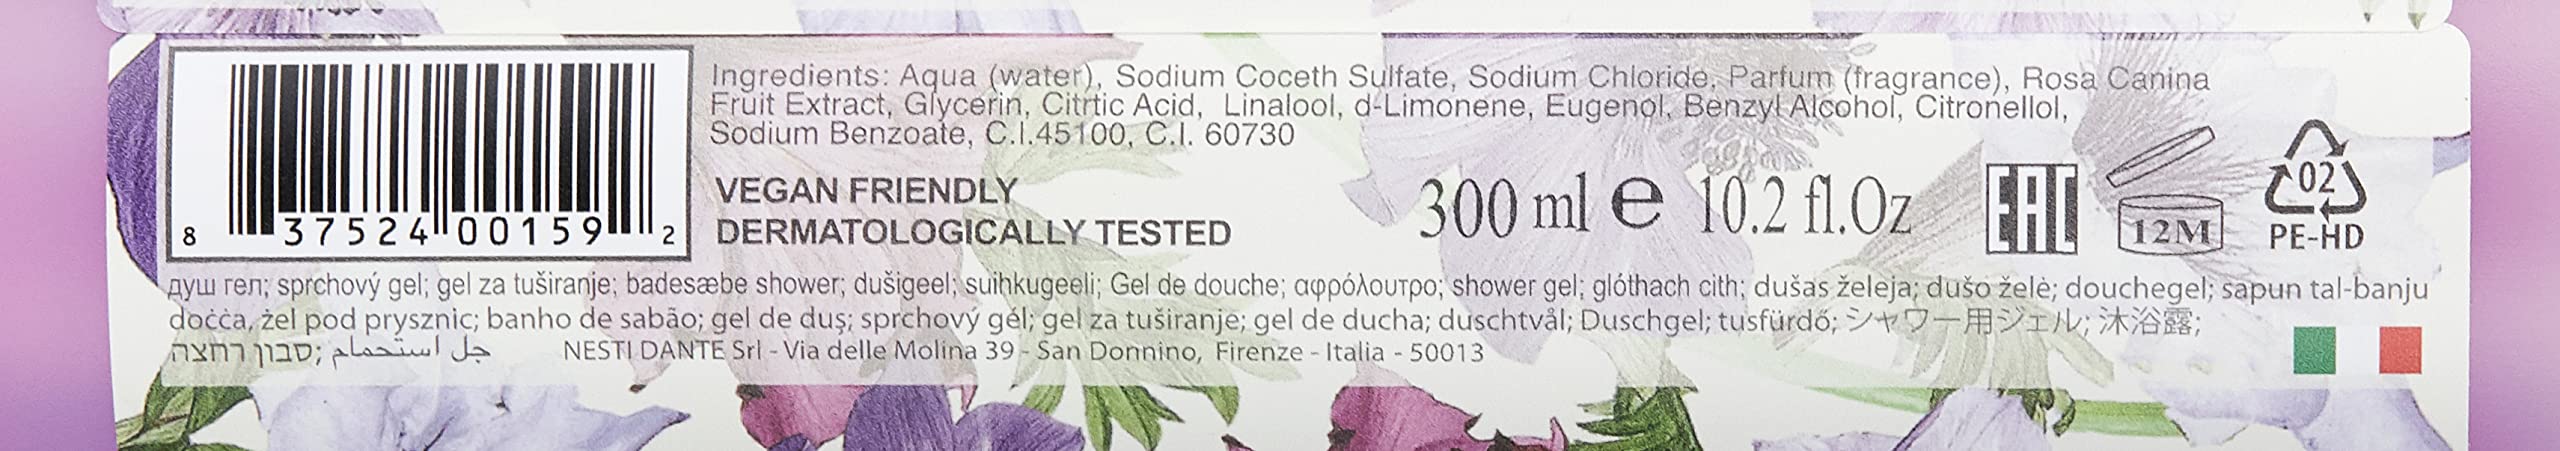 Ingredients: Aqua (water), Sodium Coceth Sulfate, Sodium Chloride, Parfum (fragrance), Rosa Canina
Fruit Extract, Glycerin, Citrtic Acid, Linalool, d-Limonene, Eugenol, Benzyl Alcohol, Citronellol,
Sodium Benzoate, C.I.45100, C.I. 60730
VEGAN FRIENDLY
DERMATOLOGICALLY TESTED
8 37524 00159 2
300 ml e 10.2 fl.Oz
EAC
12M
02
PE-HD
душ гел; sprchový gel; gel za tuširanje; badesæbe shower; dušigeel; suihkugeeli; Gel de douche; αφρόλουτρο; shower gel; glóthach cith; dušas želeja; dušo želė; douchegel; sapun tal-banju
doċċa, żel pod prysznic; banho de sabão; gel de duş; sprchový gél; gel za tuširanje; gel de ducha; duschtvål; Duschgel; tusfürdő; シャワー用ジェル; 沐浴露;
סבון רחצה; جل استحمام NESTI DANTE Srl - Via delle Molina 39 - San Donnino, Firenze - Italia - 50013